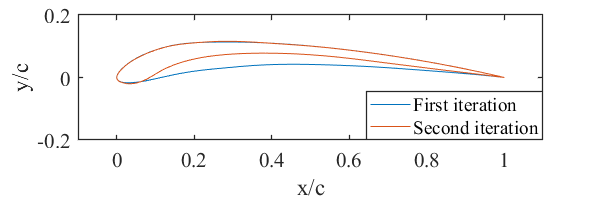 0.2
0
-0.2
y/c
0
0.2
0.4
0.6
0.8
1
x/c
First iteration
Second iteration